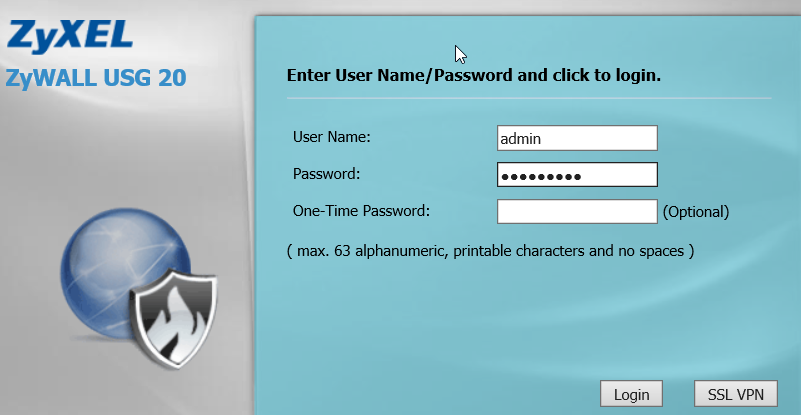 ZyXEL
ZyWALL USG 20
Enter User Name/Password and click to login.
User Name: admin
Password: ●●●●●●●●●
One-Time Password: (Optional)
( max. 63 alphanumeric, printable characters and no spaces )
Login SSL VPN